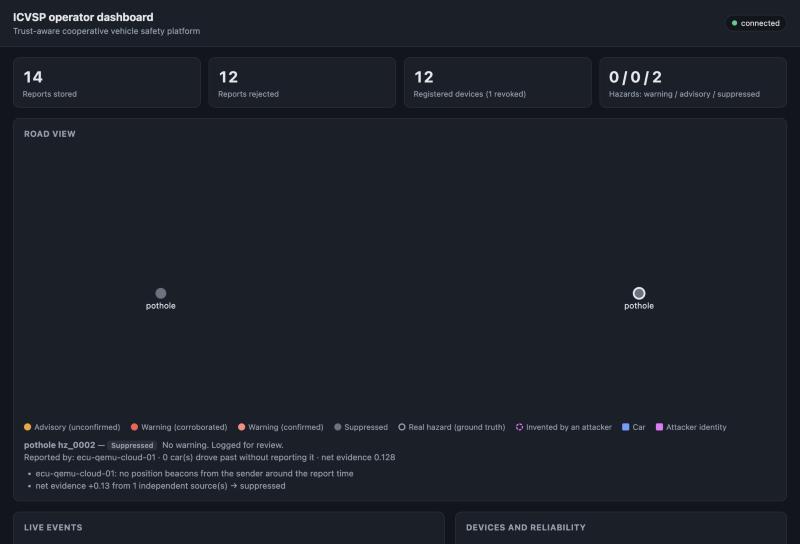 ICVSP operator dashboard
Trust-aware cooperative vehicle safety platform
connected
14
Reports stored
12
Reports rejected
12
Registered devices (1 revoked)
0 / 0 / 2
Hazards: warning / advisory / suppressed
ROAD VIEW
pothole
pothole
Advisory (unconfirmed) Warning (corroborated) Warning (confirmed) Suppressed Real hazard (ground truth) Invented by an attacker Car Attacker identity
pothole hz_0002 — Suppressed No warning. Logged for review.
Reported by: ecu-qemu-cloud-01 · 0 car(s) drove past without reporting it · net evidence 0.128
• ecu-qemu-cloud-01: no position beacons from the sender around the report time
• net evidence +0.13 from 1 independent source(s) → suppressed
LIVE EVENTS
DEVICES AND RELIABILITY